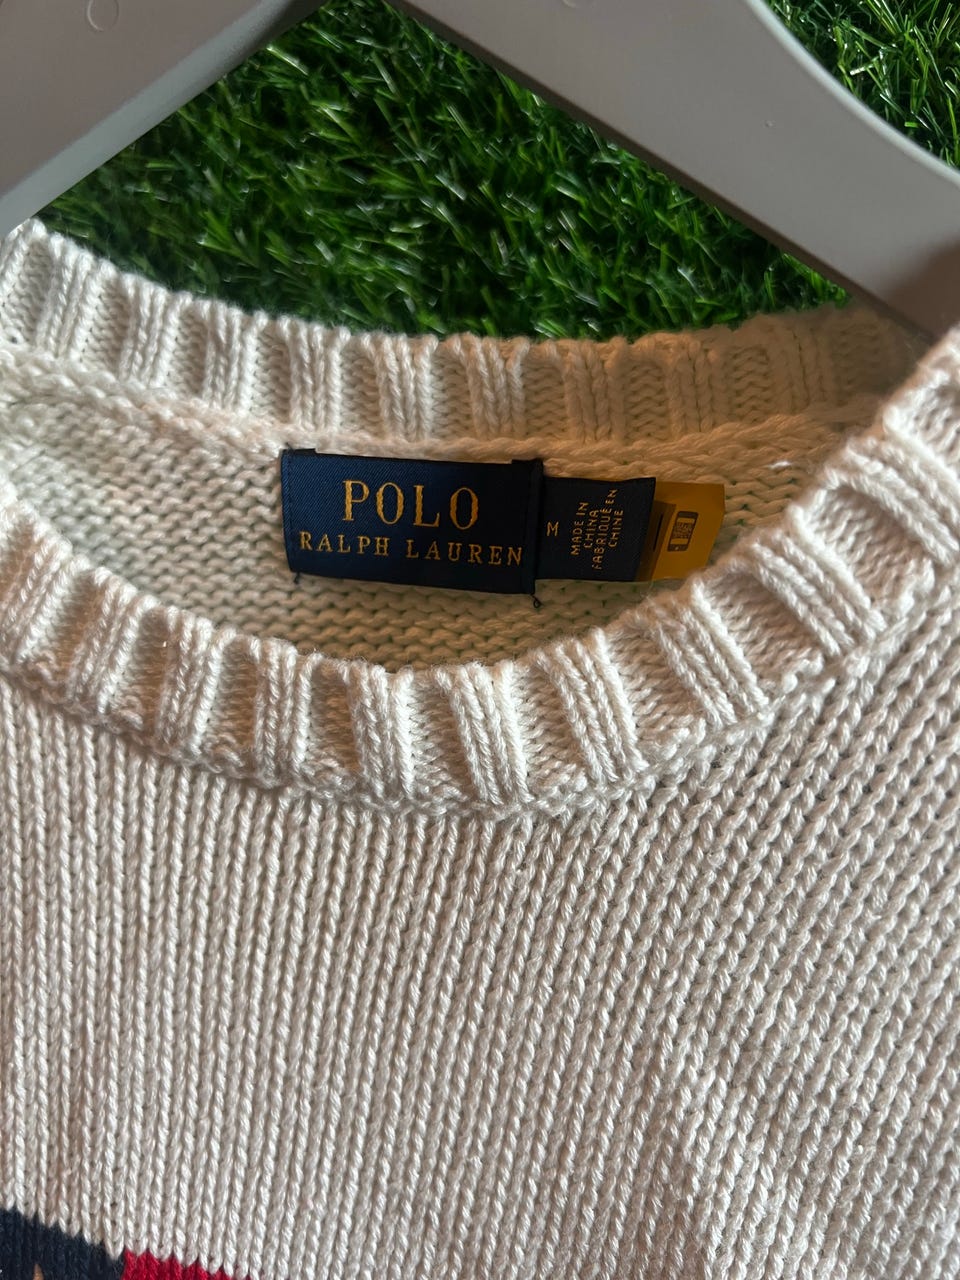 POLO
RALPH LAUREN
M
MADE IN
CHINA
FABRIQUÉ EN
CHINE